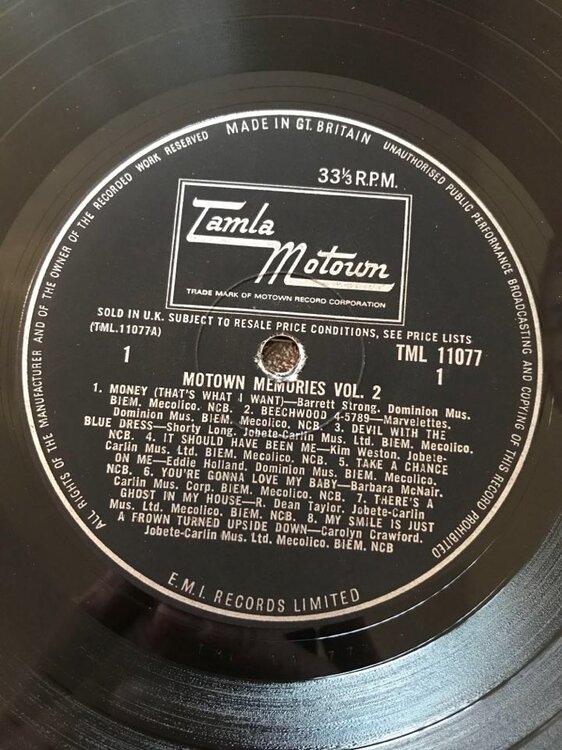 MADE IN GT. BRITAIN
UNAUTHORISED PUBLIC PERFORMANCE BROADCASTING AND COPYING OF THIS RECORD PROHIBITED
ALL RIGHTS OF THE MANUFACTURER AND OF THE OWNER OF THE RECORDED WORK RESERVED
33⅓ R.P.M.
Tamla
Motown
TRADE MARK OF MOTOWN RECORD CORPORATION
SOLD IN U.K. SUBJECT TO RESALE PRICE CONDITIONS, SEE PRICE LISTS
(TML.11077A)
TML 11077
1
1
MOTOWN MEMORIES VOL. 2
1. MONEY (THAT'S WHAT I WANT)—Barrett Strong. Dominion Mus.
BIEM. Mecolico. NCB. 2. BEECHWOOD 4-5789—Marvelettes.
Dominion Mus. BIEM. Mecolico. NCB. 3. DEVIL WITH THE
BLUE DRESS—Shorty Long. Jobete-Carlin Mus. Ltd. BIEM. Mecolico.
NCB. 4. IT SHOULD HAVE BEEN ME—Kim Weston. Jobete-
Carlin Mus. Ltd. BIEM. Mecolico. NCB. 5. TAKE A CHANCE
ON ME—Eddie Holland. Dominion Mus. BIEM. Mecolico.
NCB. 6. YOU'RE GONNA LOVE MY BABY—Barbara McNair.
Carlin Mus. Corp. BIEM. Mecolico. NCB. 7. THERE'S A
GHOST IN MY HOUSE—R. Dean Taylor. Jobete-Carlin
Mus. Ltd. Mecolico. BIEM. NCB. 8. MY SMILE IS JUST
A FROWN TURNED UPSIDE DOWN—Carolyn Crawford.
Jobete-Carlin Mus. Ltd. Mecolico. BIEM. NCB
E.M.I. RECORDS LIMITED